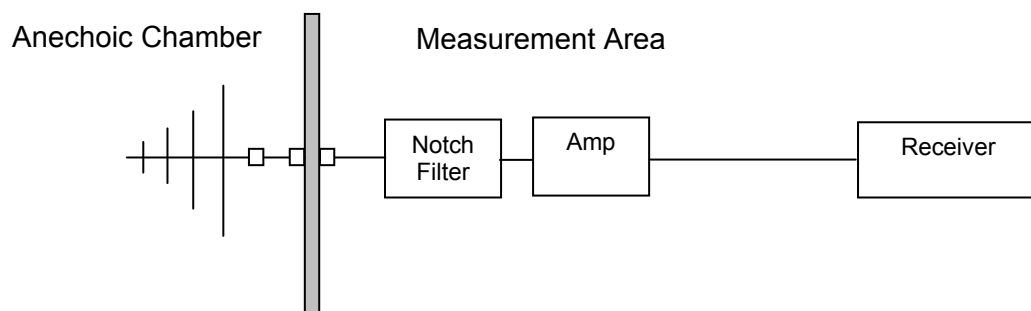 Anechoic Chamber
Measurement Area
Notch
Filter
Amp
Receiver